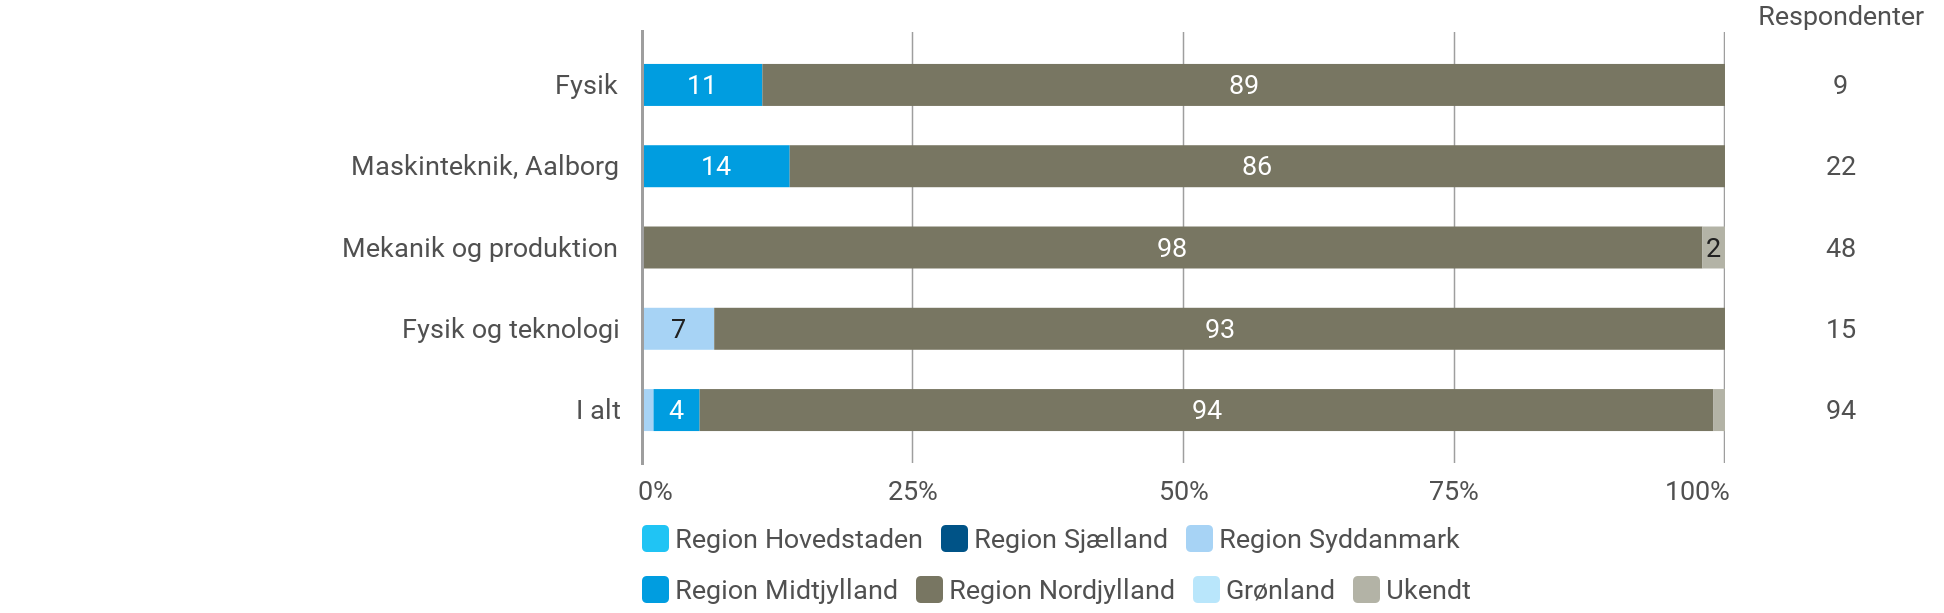 Respondenter
Fysik 11 89 9
Maskinteknik, Aalborg 14 86 22
Mekanik og produktion 98 2 48
Fysik og teknologi 7 93 15
I alt 4 94 94
0% 25% 50% 75% 100%
Region Hovedstaden Region Sjælland Region Syddanmark
Region Midtjylland Region Nordjylland Grønland Ukendt